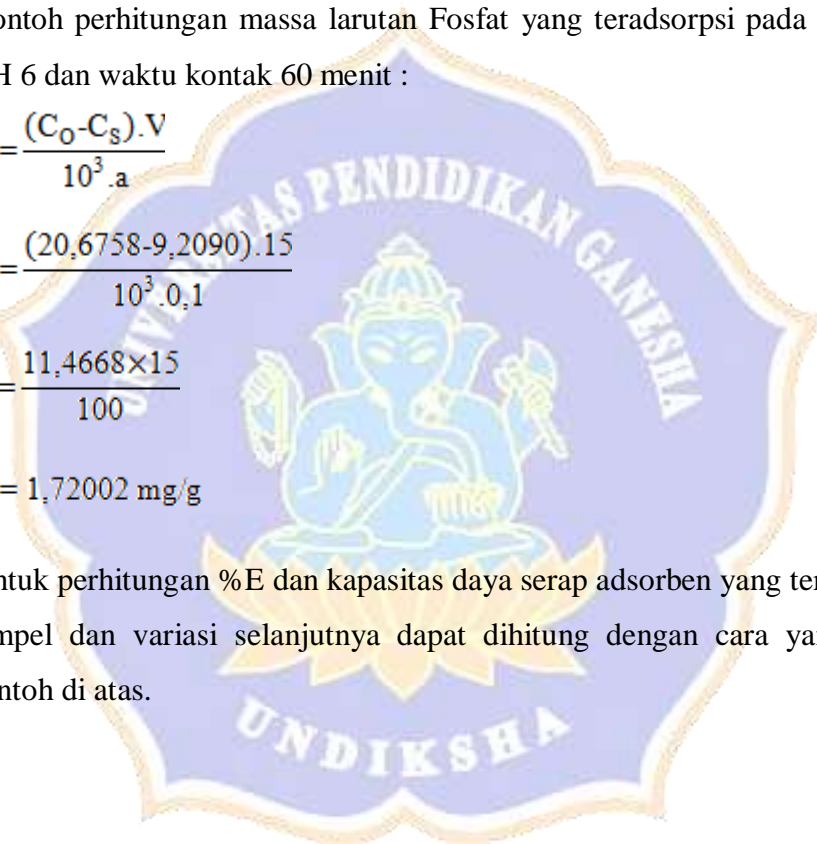 ontoh perhitungan massa larutan Fosfat yang teradsorpsi pada
H 6 dan waktu kontak 60 menit :
= (C₀-Cₛ).V / 10³.a
= (20,6758-9,2090).15 / 10³.0,1
= 11,4668×15 / 100
= 1,72002 mg/g
ntuk perhitungan %E dan kapasitas daya serap adsorben yang ter
mpel dan variasi selanjutnya dapat dihitung dengan cara ya
ntoh di atas.
UNIVERSITAS PENDIDIKAN GANESHA
UNDIKSHA